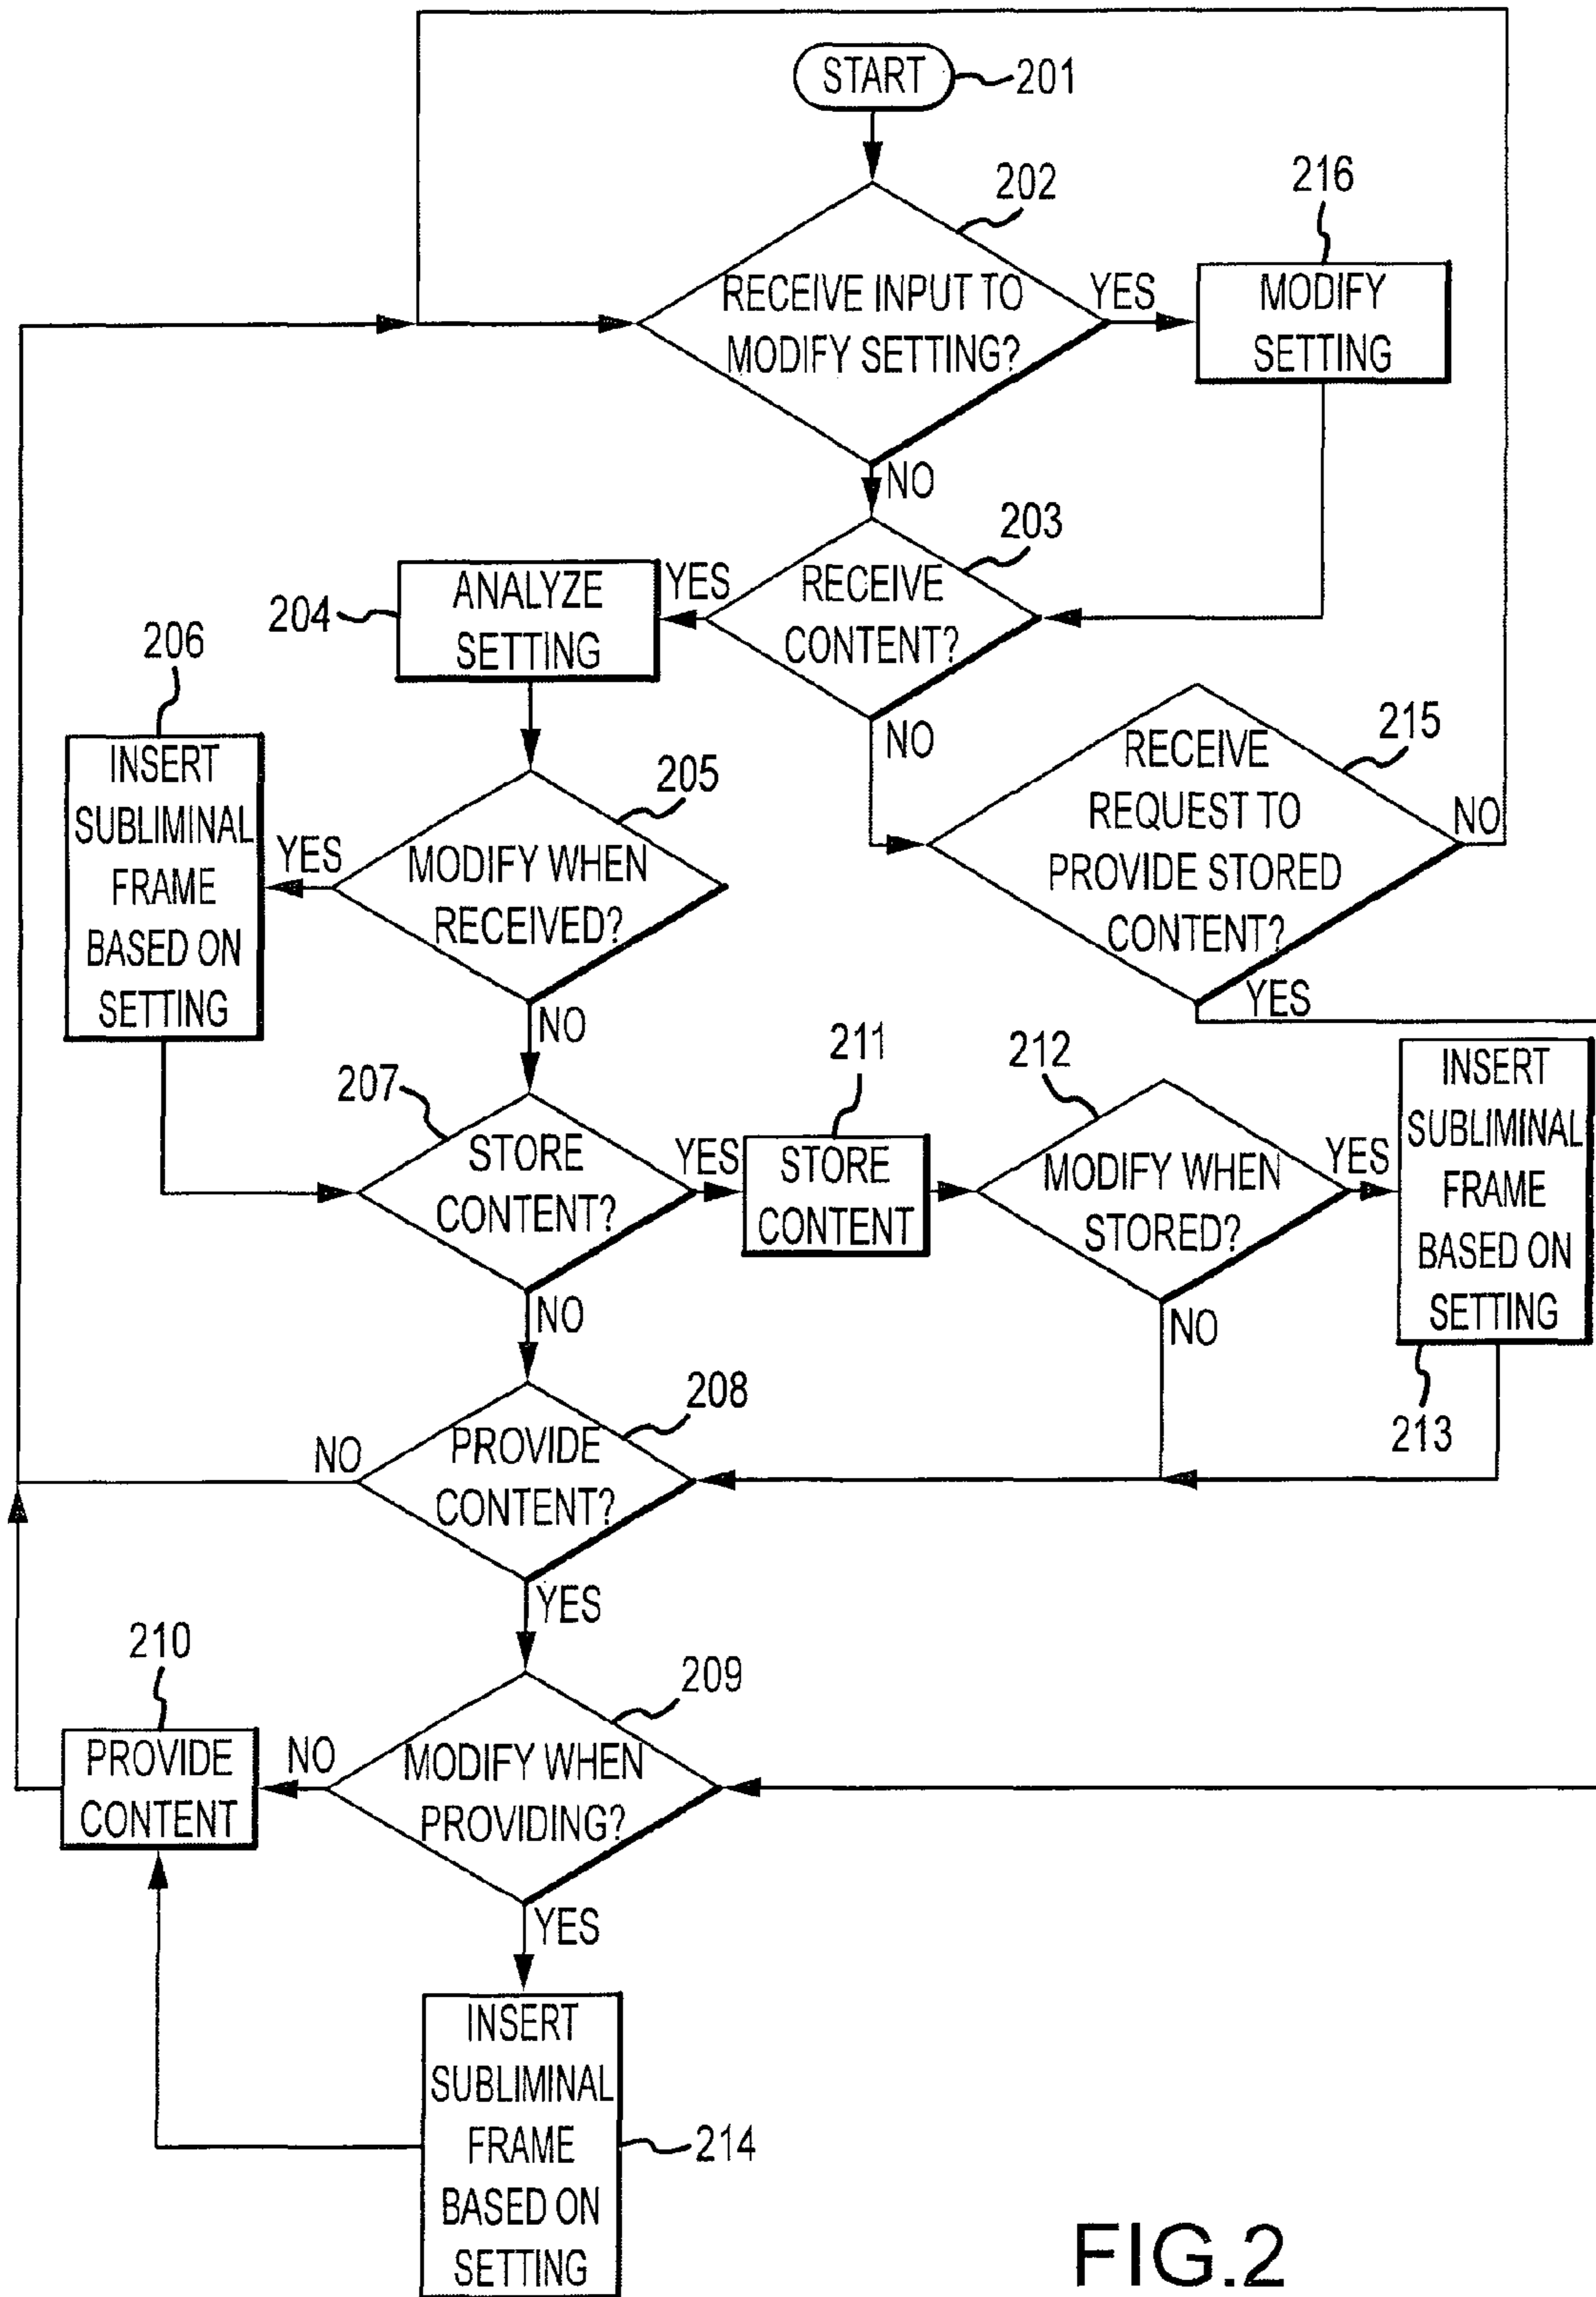 START
201
202
RECEIVE INPUT TO
MODIFY SETTING?
YES
216
MODIFY
SETTING
NO
203
RECEIVE
CONTENT?
YES
204
ANALYZE
SETTING
NO
215
RECEIVE
REQUEST TO
PROVIDE STORED
CONTENT?
NO
YES
205
MODIFY WHEN
RECEIVED?
YES
206
INSERT
SUBLIMINAL
FRAME
BASED ON
SETTING
NO
207
STORE
CONTENT?
YES
211
STORE
CONTENT
212
MODIFY WHEN
STORED?
YES
INSERT
SUBLIMINAL
FRAME
BASED ON
SETTING
213
NO
NO
208
PROVIDE
CONTENT?
NO
YES
209
MODIFY WHEN
PROVIDING?
NO
210
PROVIDE
CONTENT
YES
INSERT
SUBLIMINAL
FRAME
BASED ON
SETTING
214
FIG.2